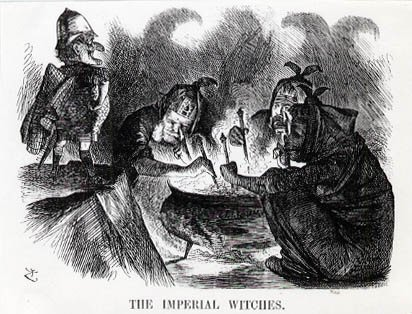 THE IMPERIAL WITCHES.